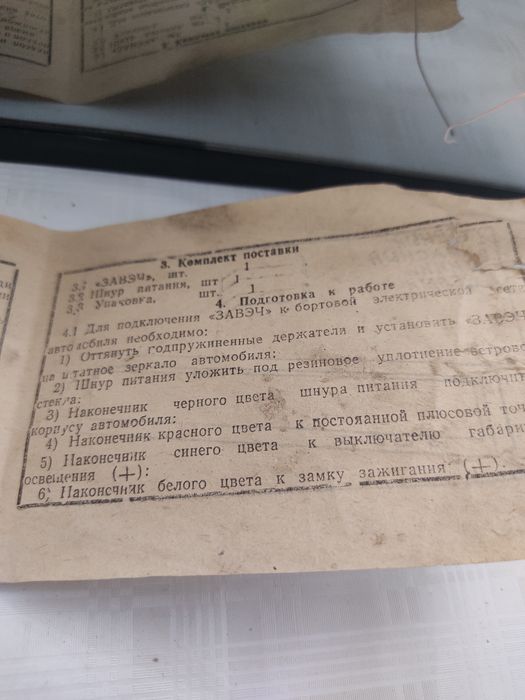 3. Комплект поставки
3.1 «ЗАВЭЧ», шт. 1
3.2 Шнур питания, шт 1
3.3 Упаковка, шт. 1
4. Подготовка к работе
4.1 Для подключения «ЗАВЭЧ» к бортовой электрической сети
автомобиля необходимо:
1) Оттянуть подпружиненные держатели и установить «ЗАВЭЧ
на штатное зеркало автомобиля:
2) Шнур питания уложить под резиновое уплотнение ветрово
стекла:
3) Наконечник черного цвета шнура питания подключит
корпусу автомобиля:
4) Наконечник красного цвета к постоянной плюсовой точ
5) Наконечник синего цвета к выключателю габари
освещения (+):
6) Наконечник белого цвета к замку зажигания (+):